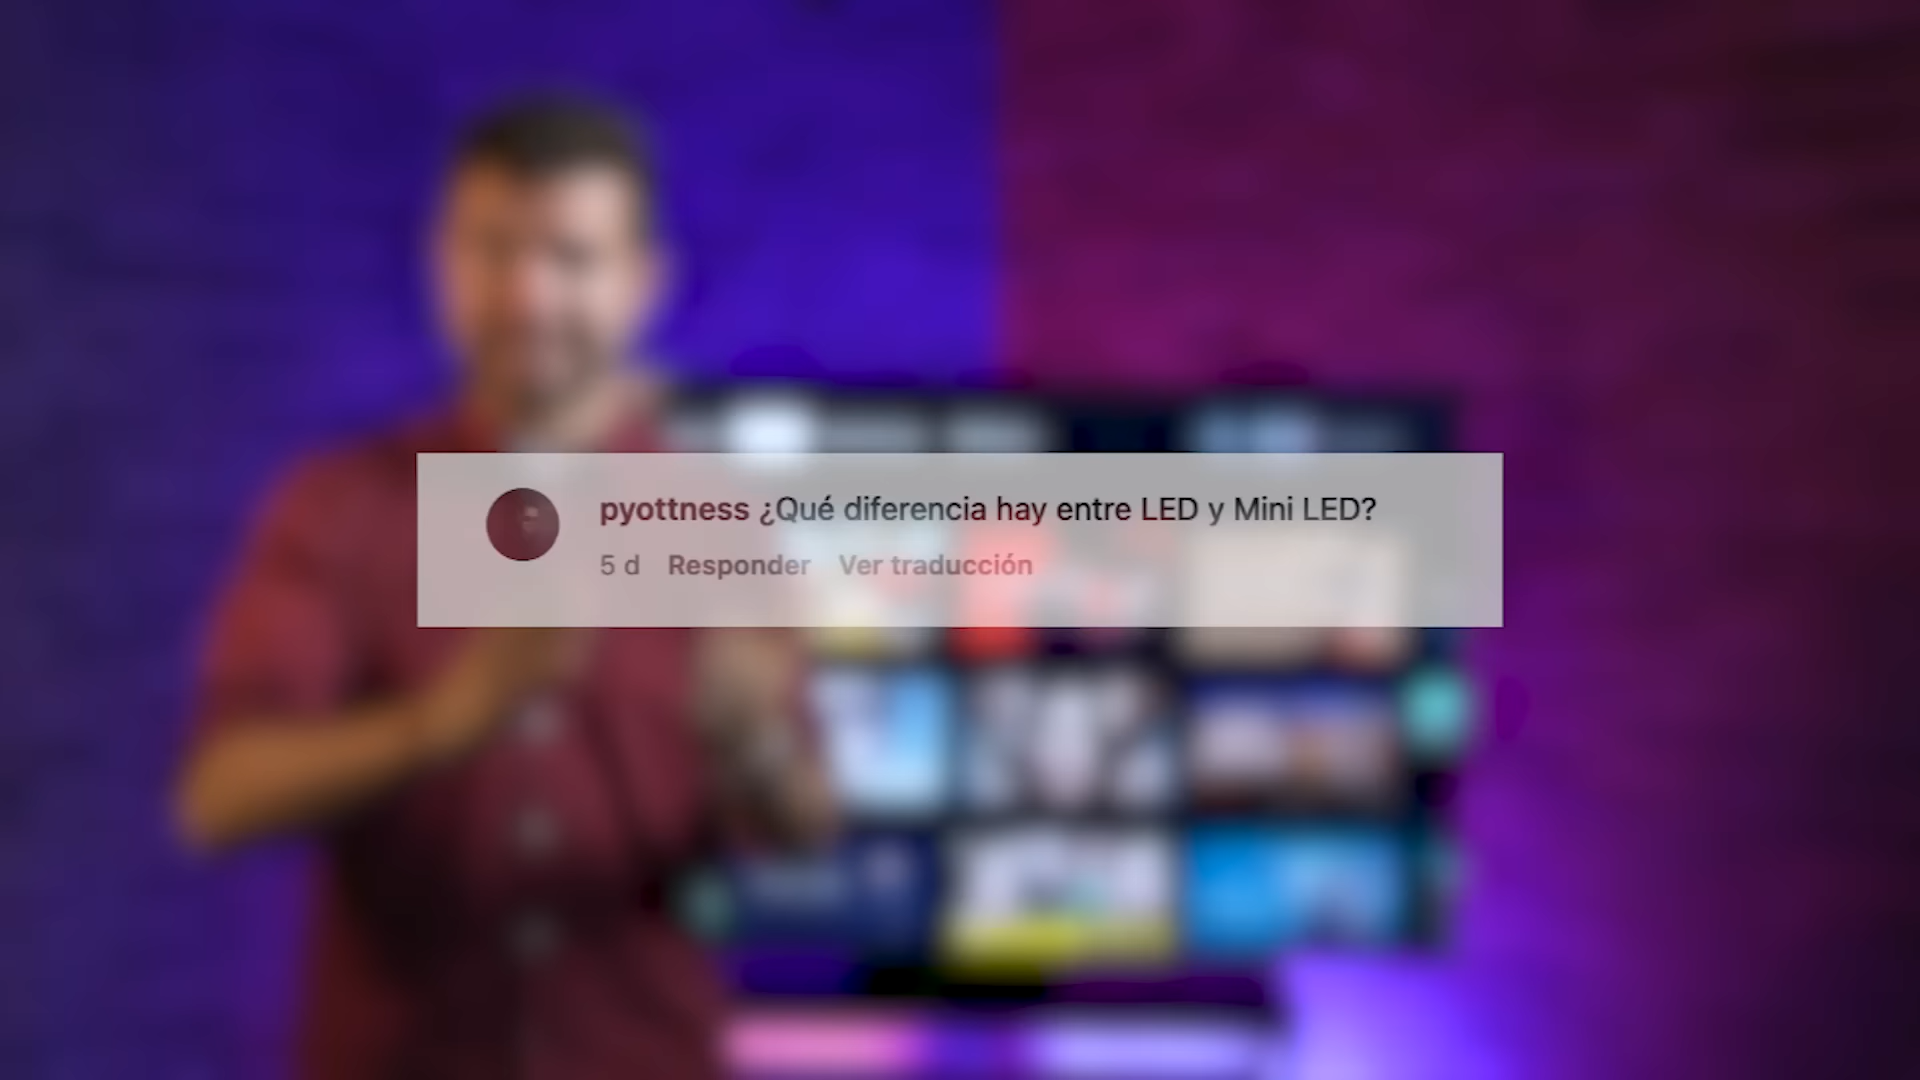 pyottness ¿Qué diferencia hay entre LED y Mini LED?
5 d Responder Ver traducción